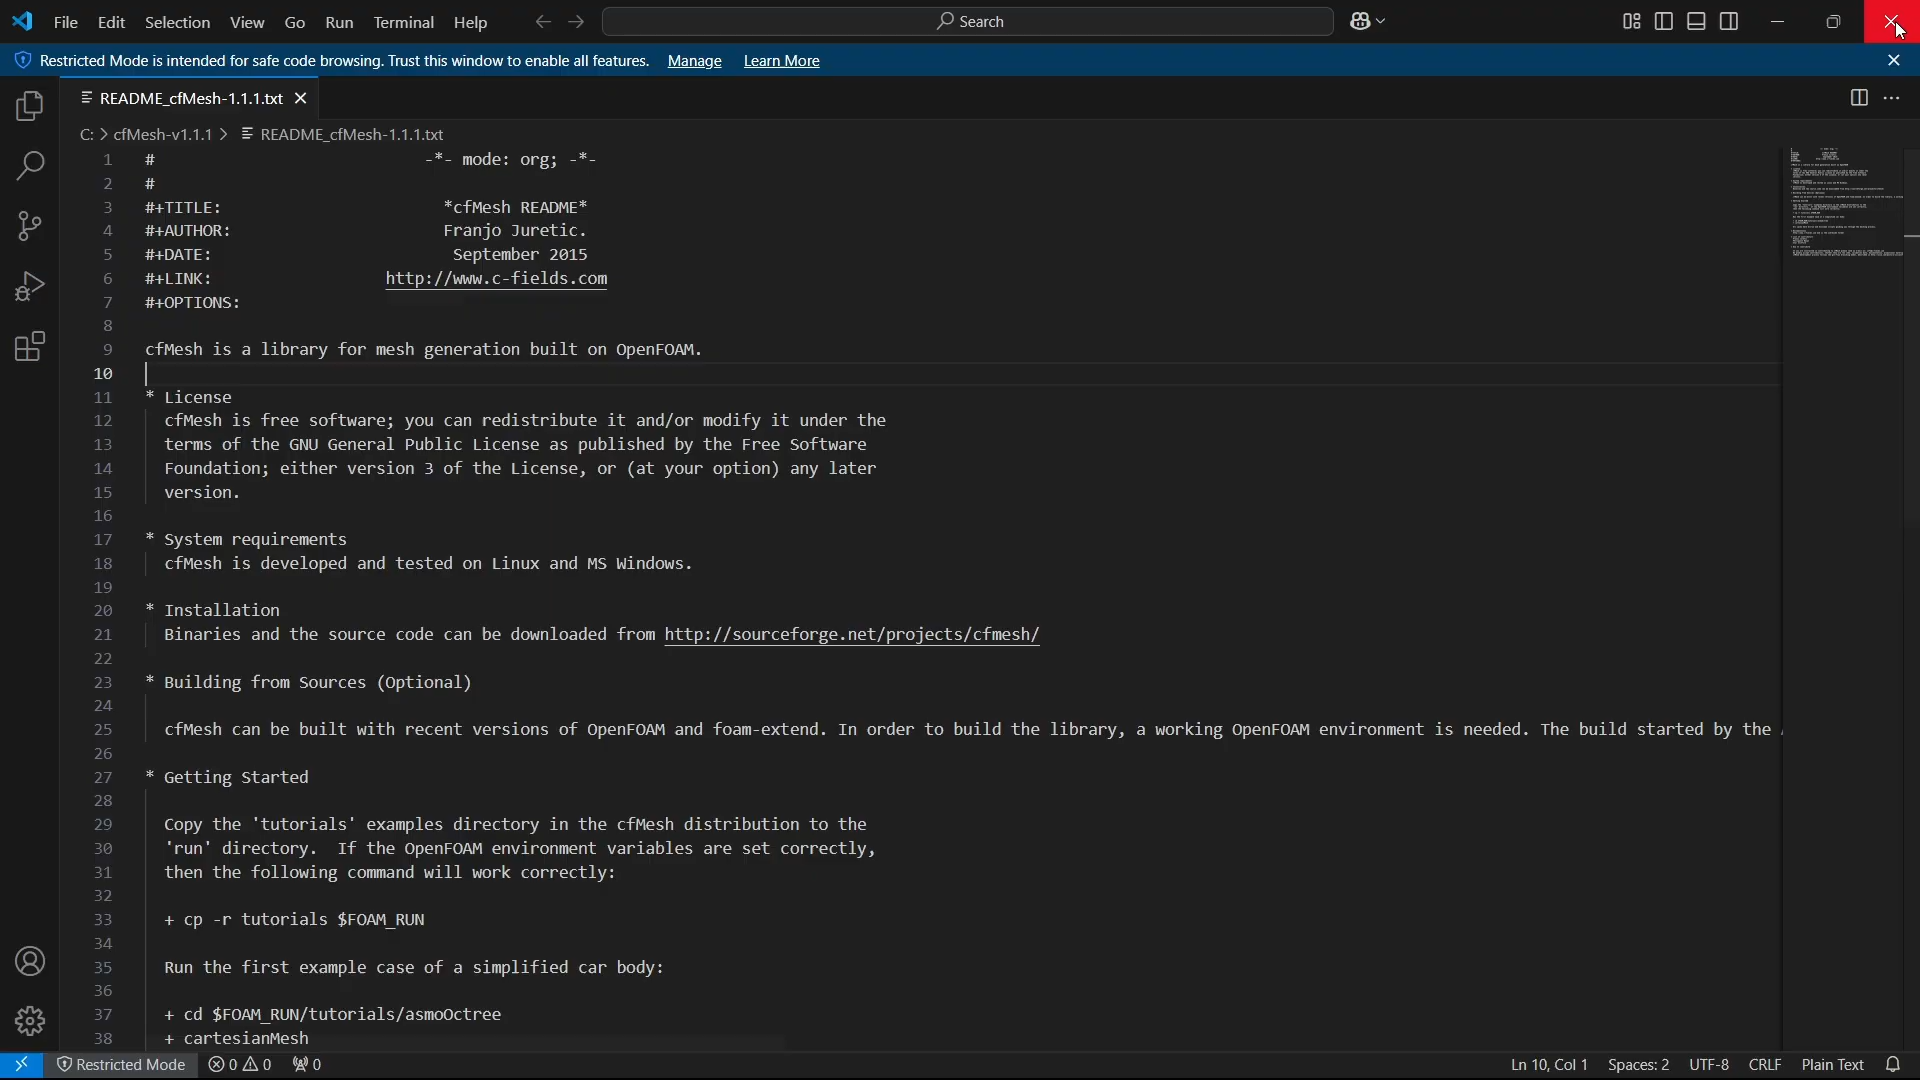 File Edit Selection View Go Run Terminal Help Search
Restricted Mode is intended for safe code browsing. Trust this window to enable all features. Manage Learn More
README_cfMesh-1.1.1.txt
C: > cfMesh-v1.1.1 > README_cfMesh-1.1.1.txt
1 # -*- mode: org; -*-
2 #
3 #+TITLE: *cfMesh README*
4 #+AUTHOR: Franjo Juretic.
5 #+DATE: September 2015
6 #+LINK: http://www.c-fields.com
7 #+OPTIONS:
8
9 cfMesh is a library for mesh generation built on OpenFOAM.
10
11 * License
12 cfMesh is free software; you can redistribute it and/or modify it under the
13 terms of the GNU General Public License as published by the Free Software
14 Foundation; either version 3 of the License, or (at your option) any later
15 version.
16
17 * System requirements
18 cfMesh is developed and tested on Linux and MS Windows.
19
20 * Installation
21 Binaries and the source code can be downloaded from http://sourceforge.net/projects/cfmesh/
22
23 * Building from Sources (Optional)
24
25 cfMesh can be built with recent versions of OpenFOAM and foam-extend. In order to build the library, a working OpenFOAM environment is needed. The build started by the
26
27 * Getting Started
28
29 Copy the 'tutorials' examples directory in the cfMesh distribution to the
30 'run' directory. If the OpenFOAM environment variables are set correctly,
31 then the following command will work correctly:
32
33 + cp -r tutorials $FOAM_RUN
34
35 Run the first example case of a simplified car body:
36
37 + cd $FOAM_RUN/tutorials/asmoOctree
38 + cartesianMesh
Restricted Mode 0 0 0 Ln 10, Col 1 Spaces: 2 UTF-8 CRLF Plain Text